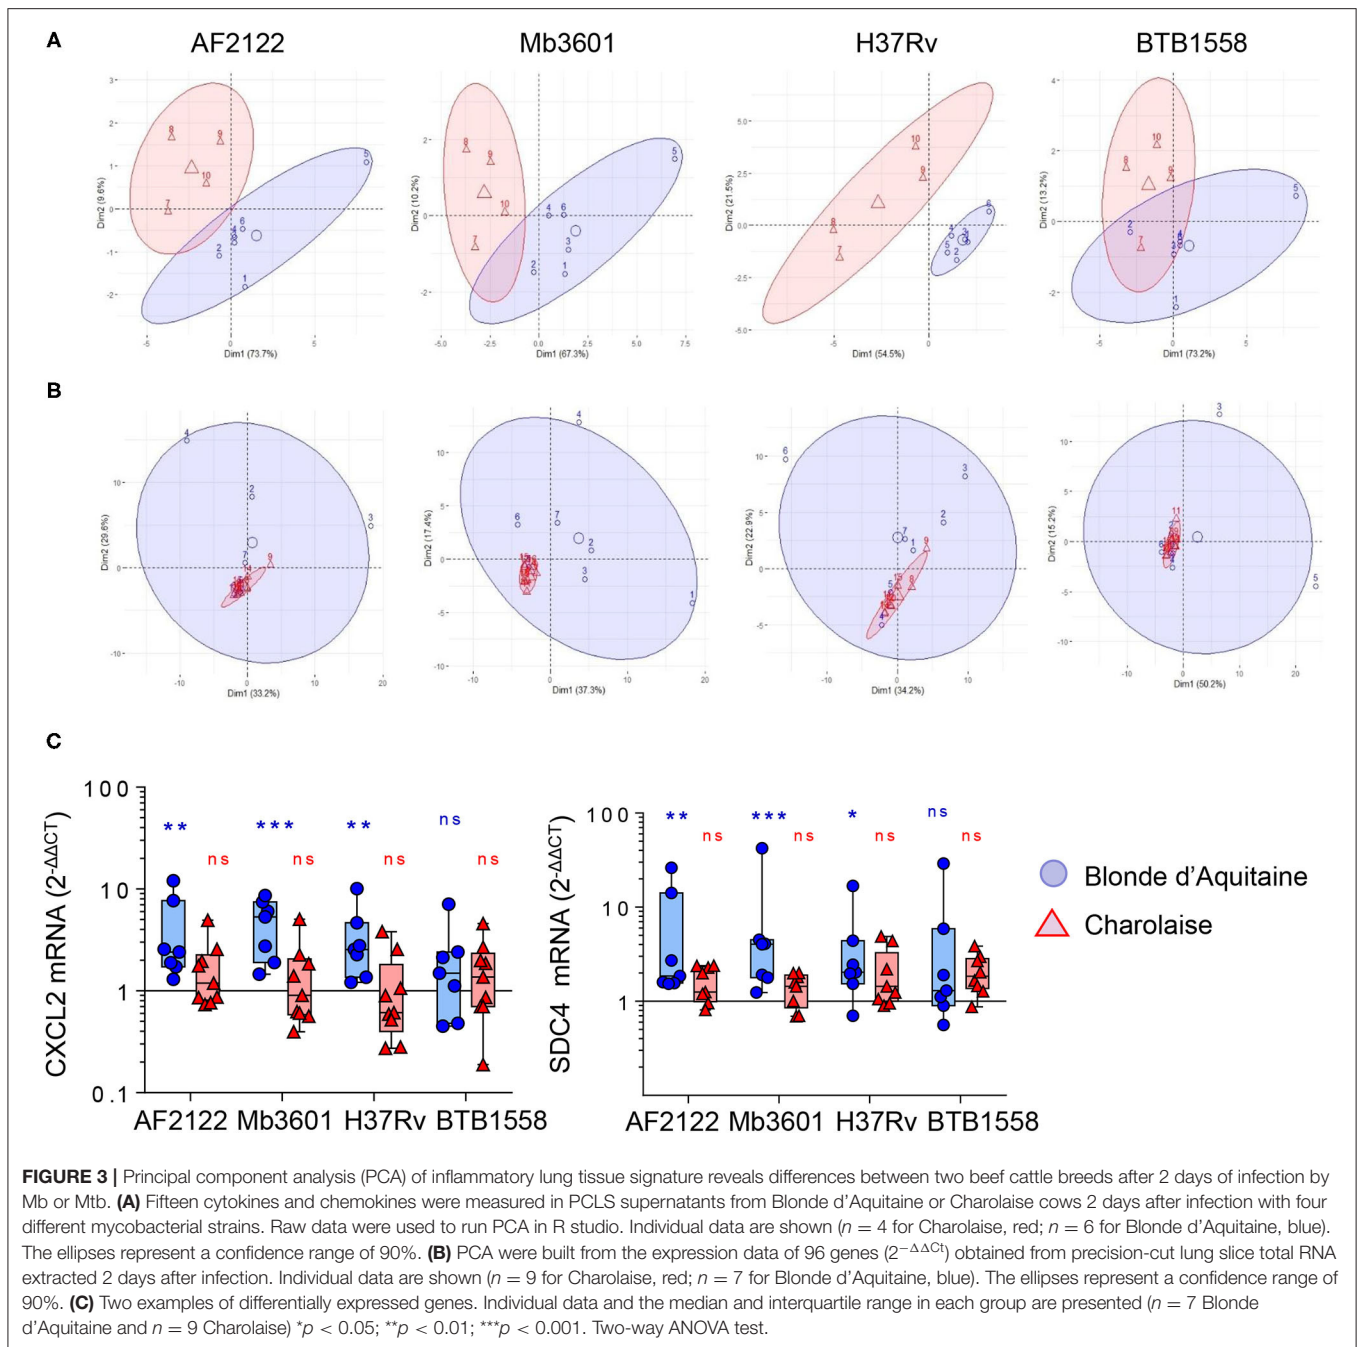 A
AF2122 Mb3601 H37Rv BTB1558
Dim2 (9.6%)
Dim1 (73.7%)
Dim2 (10.2%)
Dim1 (67.3%)
Dim2 (21.5%)
Dim1 (54.5%)
Dim2 (13.2%)
Dim1 (73.2%)
B
Dim2 (29.6%)
Dim1 (33.2%)
Dim2 (17.4%)
Dim1 (37.3%)
Dim2 (22.9%)
Dim1 (34.2%)
Dim2 (15.2%)
Dim1 (50.2%)
C
CXCL2 mRNA (2-ΔΔCT)
100
10
1
0.1
** *** ** ns
ns ns ns ns
AF2122 Mb3601 H37Rv BTB1558
SDC4 mRNA (2-ΔΔCT)
100
10
1
** *** * ns
ns ns ns ns
AF2122 Mb3601 H37Rv BTB1558
Blonde d'Aquitaine
Charolaise
FIGURE 3 | Principal component analysis (PCA) of inflammatory lung tissue signature reveals differences between two beef cattle breeds after 2 days of infection by
Mb or Mtb. (A) Fifteen cytokines and chemokines were measured in PCLS supernatants from Blonde d'Aquitaine or Charolaise cows 2 days after infection with four
different mycobacterial strains. Raw data were used to run PCA in R studio. Individual data are shown (n = 4 for Charolaise, red; n = 6 for Blonde d'Aquitaine, blue).
The ellipses represent a confidence range of 90%. (B) PCA were built from the expression data of 96 genes (2−ΔΔCt) obtained from precision-cut lung slice total RNA
extracted 2 days after infection. Individual data are shown (n = 9 for Charolaise, red; n = 7 for Blonde d'Aquitaine, blue). The ellipses represent a confidence range of
90%. (C) Two examples of differentially expressed genes. Individual data and the median and interquartile range in each group are presented (n = 7 Blonde
d'Aquitaine and n = 9 Charolaise) *p < 0.05; **p < 0.01; ***p < 0.001. Two-way ANOVA test.